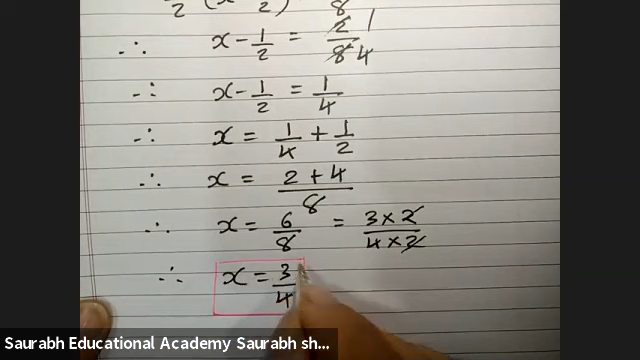 ∴ x - 1/2 = 2/8 1 4
∴ x - 1/2 = 1/4
∴ x = 1/4 + 1/2
∴ x = 2 + 4 / 8
∴ x = 6/8 = 3 × 2 / 4 × 2
∴ x = 3/4
Saurabh Educational Academy Saurabh sh...